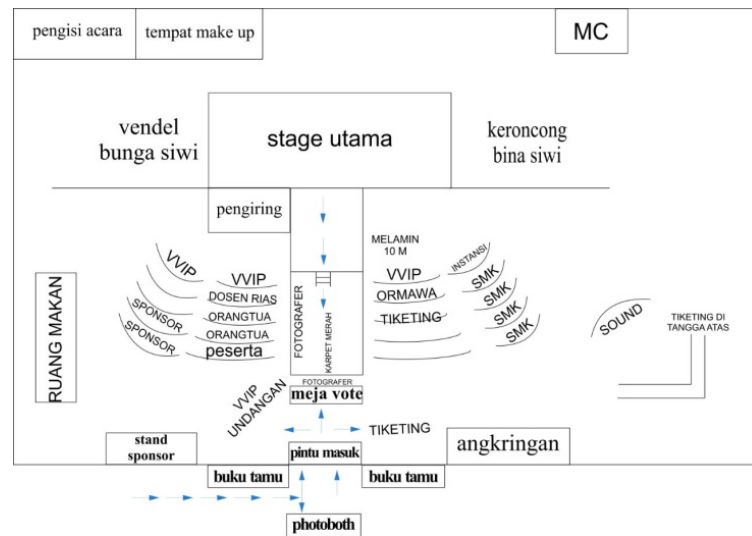 pengisi acara
tempat make up
MC
vendel
bunga siwi
stage utama
keroncong
bina siwi
pengiring
MELAMIN
10 M
VVIP
VVIP
DOSEN RIAS
SPONSOR
ORANGTUA
SPONSOR
ORANGTUA
peserta
FOTOGRAFER
KARPET MERAH
VVIP
INSTANSI
ORMAWA
SMK
TIKETING
SMK
SMK
SMK
SOUND
TIKETING DI
TANGGA ATAS
RUANG MAKAN
FOTOGRAFER
meja vote
VVIP
UNDANGAN
TIKETING
stand
sponsor
pintu masuk
angkringan
buku tamu
buku tamu
photoboth